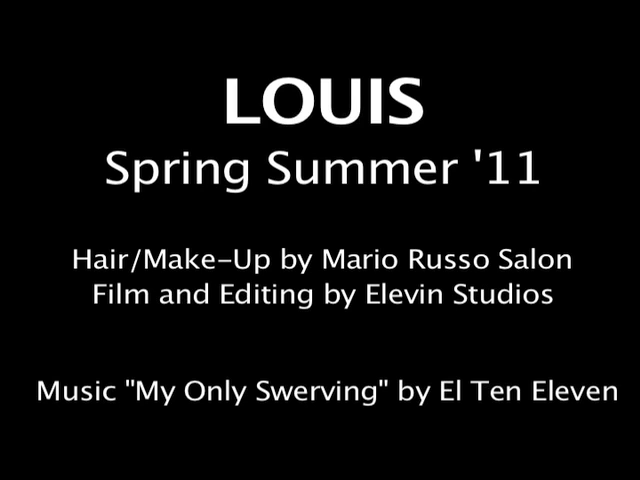 LOUIS
Spring Summer '11
Hair/Make-Up by Mario Russo Salon
Film and Editing by Elevin Studios
Music "My Only Swerving" by El Ten Eleven